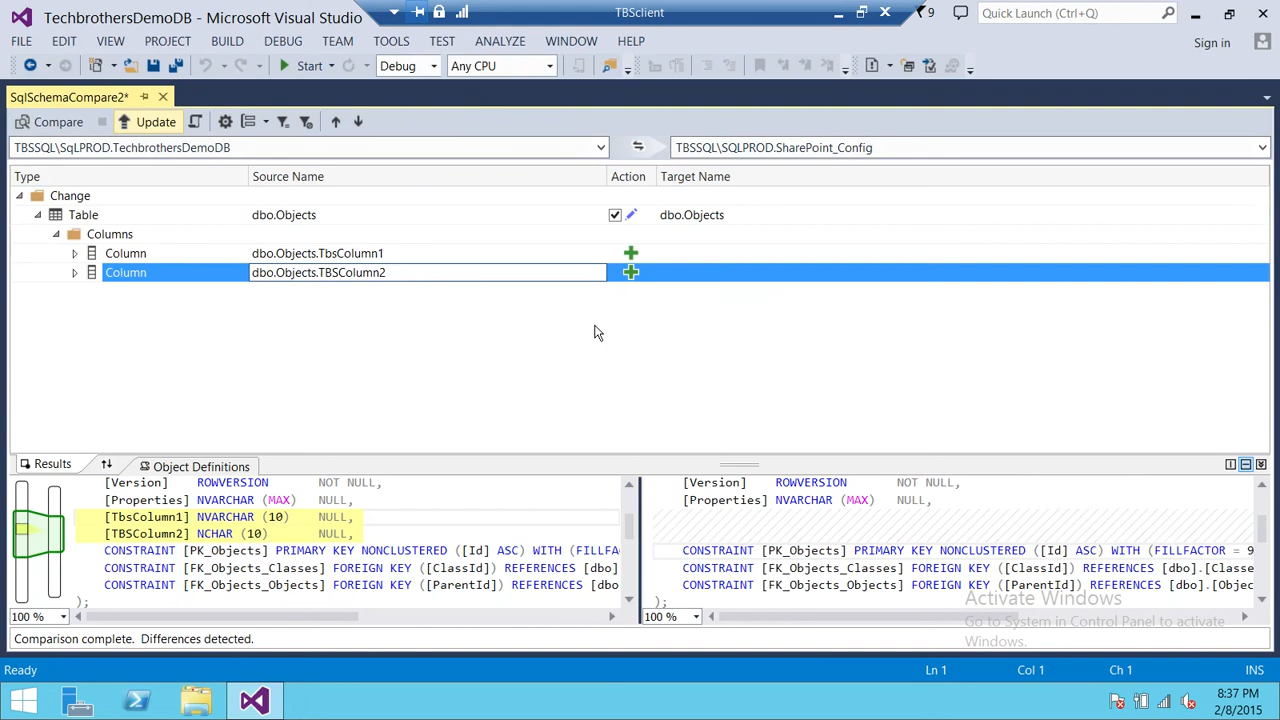 TechbrothersDemoDB - Microsoft Visual Studio
TBSclient
9
Quick Launch (Ctrl+Q)
FILE EDIT VIEW PROJECT BUILD DEBUG TEAM TOOLS TEST ANALYZE WINDOW HELP
Sign in
Start
Debug
Any CPU
SqlSchemaCompare2*
Compare
Update
TBSSQL\SqLPROD.TechbrothersDemoDB
TBSSQL\SQLPROD.SharePoint_Config
Type Source Name Action Target Name
Change
Table dbo.Objects dbo.Objects
Columns
Column dbo.Objects.TbsColumn1
Column dbo.Objects.TBSColumn2
Results
Object Definitions
[Version] ROWVERSION NOT NULL,
[Properties] NVARCHAR (MAX) NULL,
[TbsColumn1] NVARCHAR (10) NULL,
[TBSColumn2] NCHAR (10) NULL,
CONSTRAINT [PK_Objects] PRIMARY KEY NONCLUSTERED ([Id] ASC) WITH (FILLFA
CONSTRAINT [FK_Objects_Classes] FOREIGN KEY ([ClassId]) REFERENCES [dbo]
CONSTRAINT [FK_Objects_Objects] FOREIGN KEY ([ParentId]) REFERENCES [dbo
);
100 %
[Version] ROWVERSION NOT NULL,
[Properties] NVARCHAR (MAX) NULL,
CONSTRAINT [PK_Objects] PRIMARY KEY NONCLUSTERED ([Id] ASC) WITH (FILLFACTOR = 9
CONSTRAINT [FK_Objects_Classes] FOREIGN KEY ([ClassId]) REFERENCES [dbo].[Classe
CONSTRAINT [FK_Objects_Objects] FOREIGN KEY ([ParentId]) REFERENCES [dbo].[Objec
);
100 %
Activate Windows
Go to System in Control Panel to activate
Windows.
Comparison complete. Differences detected.
Ready
Ln 1 Col 1 Ch 1 INS
8:37 PM
2/8/2015